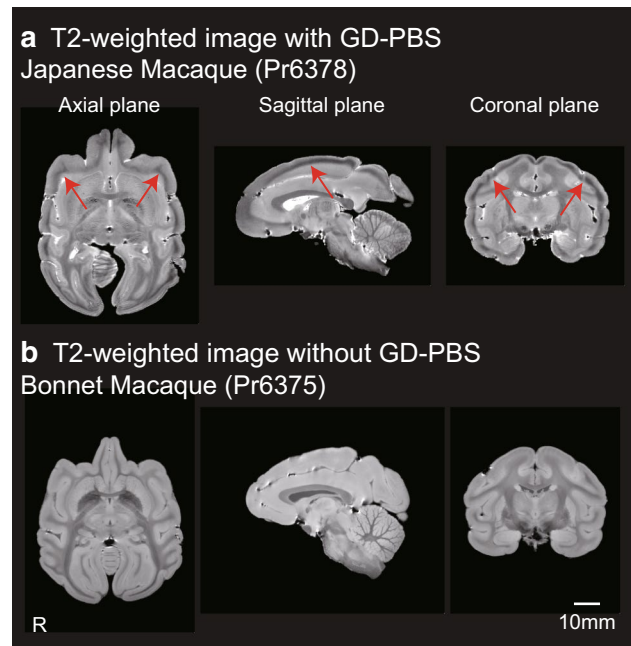 a T2-weighted image with GD-PBS
Japanese Macaque (Pr6378)
Axial plane Sagittal plane Coronal plane
b T2-weighted image without GD-PBS
Bonnet Macaque (Pr6375)
R
10mm